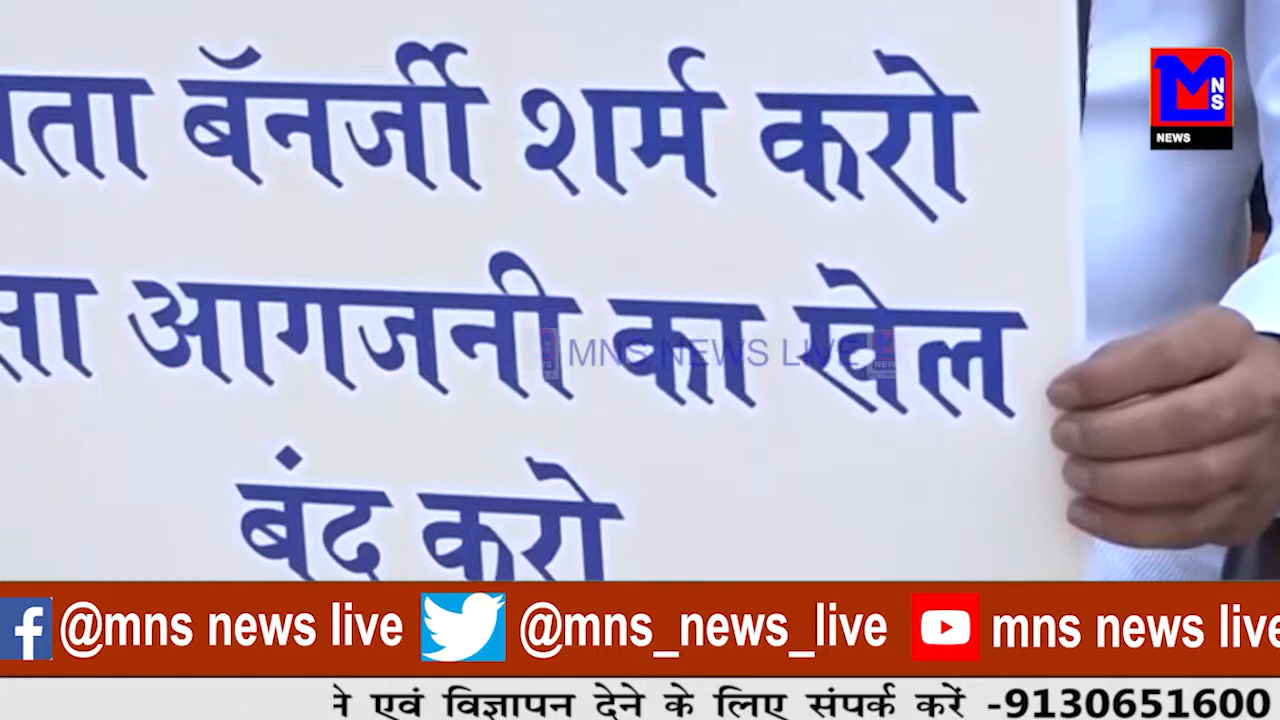 बॅनर्जी शर्म करो
आगजनी का खेल
बंद करो
MNS NEWS LIVE
MNS
NEWS
@mns news live
@mns_news_live
mns news live
एवं विज्ञापन देने के लिए संपर्क करें -9130651600